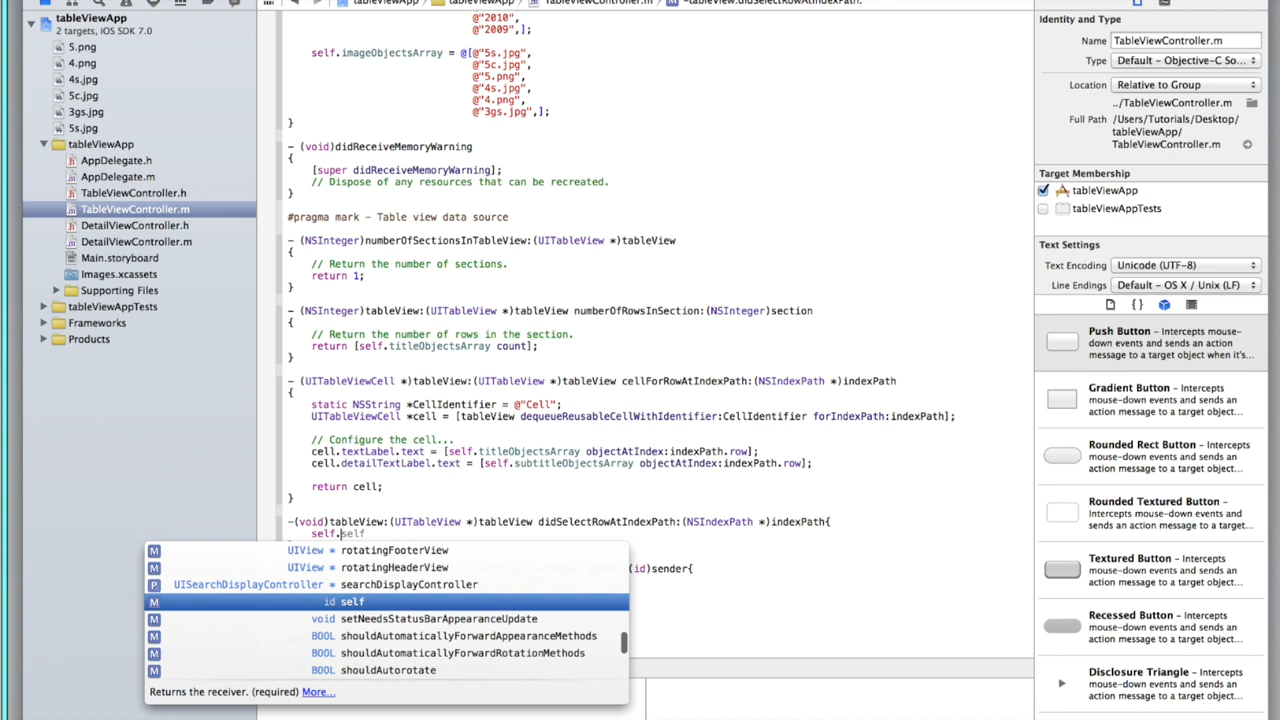 tableViewApp
tableViewApp
TableViewController.m
-tableView:didSelectRowAtIndexPath:
tableViewApp
2 targets, iOS SDK 7.0
5.png
4.png
4s.jpg
5c.jpg
3gs.jpg
5s.jpg
tableViewApp
AppDelegate.h
AppDelegate.m
TableViewController.h
TableViewController.m
DetailViewController.h
DetailViewController.m
Main.storyboard
Images.xcassets
Supporting Files
tableViewAppTests
Frameworks
Products
@"2010",
@"2009",];
self.imageObjectsArray = @[@"5s.jpg",
@"5c.jpg",
@"5.png",
@"4s.jpg",
@"4.png",
@"3gs.jpg",];
}
- (void)didReceiveMemoryWarning
{
[super didReceiveMemoryWarning];
// Dispose of any resources that can be recreated.
}
#pragma mark - Table view data source
- (NSInteger)numberOfSectionsInTableView:(UITableView *)tableView
{
// Return the number of sections.
return 1;
}
- (NSInteger)tableView:(UITableView *)tableView numberOfRowsInSection:(NSInteger)section
{
// Return the number of rows in the section.
return [self.titleObjectsArray count];
}
- (UITableViewCell *)tableView:(UITableView *)tableView cellForRowAtIndexPath:(NSIndexPath *)indexPath
{
static NSString *CellIdentifier = @"Cell";
UITableViewCell *cell = [tableView dequeueReusableCellWithIdentifier:CellIdentifier forIndexPath:indexPath];
// Configure the cell...
cell.textLabel.text = [self.titleObjectsArray objectAtIndex:indexPath.row];
cell.detailTextLabel.text = [self.subtitleObjectsArray objectAtIndex:indexPath.row];
return cell;
}
-(void)tableView:(UITableView *)tableView didSelectRowAtIndexPath:(NSIndexPath *)indexPath{
self.self
(id)sender{
M UIView * rotatingFooterView
M UIView * rotatingHeaderView
P UISearchDisplayController * searchDisplayController
M id self
M void setNeedsStatusBarAppearanceUpdate
M BOOL shouldAutomaticallyForwardAppearanceMethods
M BOOL shouldAutomaticallyForwardRotationMethods
M BOOL shouldAutorotate
Returns the receiver. (required) More...
Identity and Type
Name TableViewController.m
Type Default - Objective-C So...
Location Relative to Group
../TableViewController.m
Full Path /Users/Tutorials/Desktop/
tableViewApp/
TableViewController.m
Target Membership
tableViewApp
tableViewAppTests
Text Settings
Text Encoding Unicode (UTF-8)
Line Endings Default - OS X / Unix (LF)
Push Button - Intercepts mouse-
down events and sends an
action message to a target object when it's...
Gradient Button - Intercepts
mouse-down events and sends an
action message to a target object...
Rounded Rect Button - Intercepts
mouse-down events and sends an
action message to a target object...
Rounded Textured Button - Intercepts
mouse-down events and sends an
action message to a target object...
Textured Button - Intercepts
mouse-down events and sends an
action message to a target object...
Recessed Button - Intercepts
mouse-down events and sends an
action message to a target object...
Disclosure Triangle - Intercepts
mouse-down events and sends an
action message to a target object...